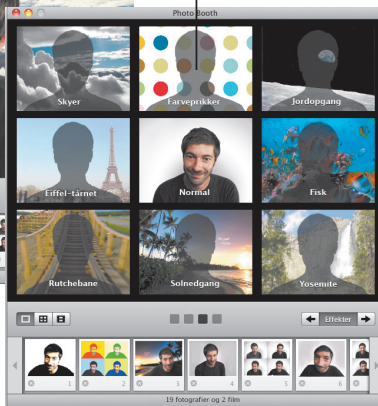 Photo Booth
Skyer
Farveprikker
Jordopgang
Eiffel-tårnet
Normal
Fisk
Rutchebane
Solnedgang
Yosemite
Effekter
1 2 3 4 5 6
19 fotografier og 2 film